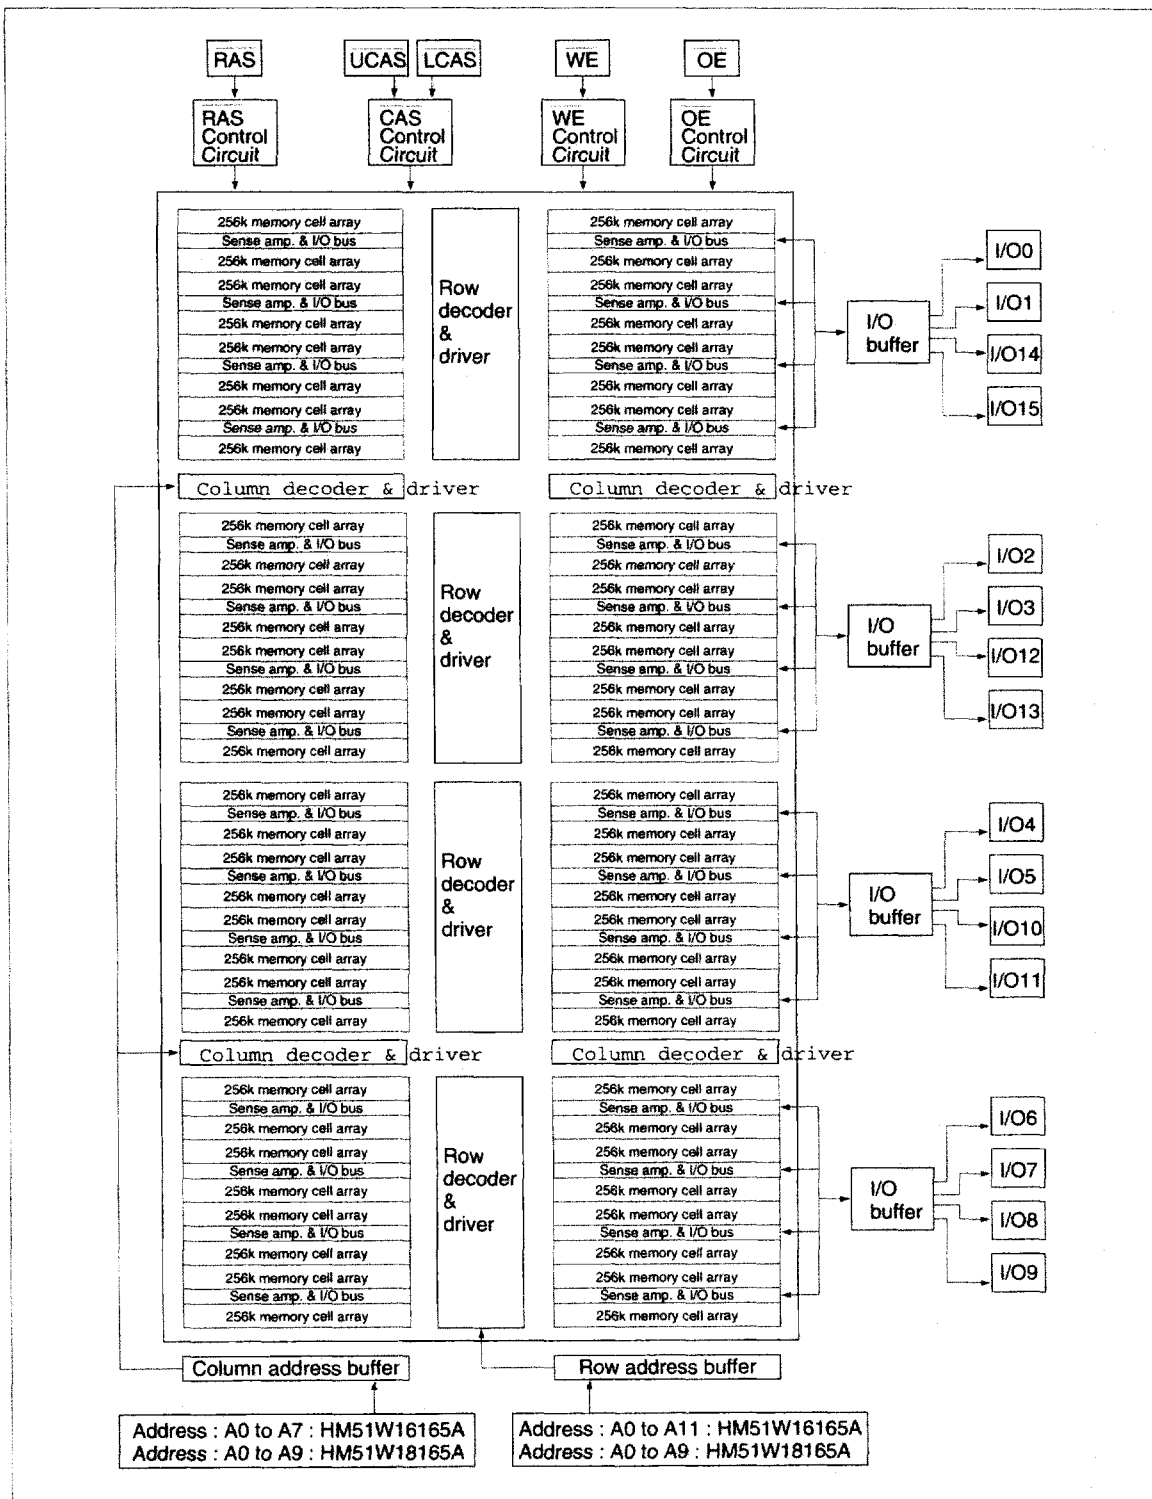 RAS
UCAS
LCAS
WE
OE
RAS
Control
Circuit
CAS
Control
Circuit
WE
Control
Circuit
OE
Control
Circuit
256k memory cell array
Sense amp. & I/O bus
256k memory cell array
256k memory cell array
Sense amp. & I/O bus
256k memory cell array
256k memory cell array
Sense amp. & I/O bus
256k memory cell array
256k memory cell array
Sense amp. & I/O bus
256k memory cell array
Row
decoder
&
driver
256k memory cell array
Sense amp. & I/O bus
256k memory cell array
256k memory cell array
Sense amp. & I/O bus
256k memory cell array
256k memory cell array
Sense amp. & I/O bus
256k memory cell array
256k memory cell array
Sense amp. & I/O bus
256k memory cell array
I/O
buffer
I/O0
I/O1
I/O14
I/O15
Column decoder & driver
Column decoder & driver
256k memory cell array
Sense amp. & I/O bus
256k memory cell array
256k memory cell array
Sense amp. & I/O bus
256k memory cell array
256k memory cell array
Sense amp. & I/O bus
256k memory cell array
256k memory cell array
Sense amp. & I/O bus
256k memory cell array
Row
decoder
&
driver
256k memory cell array
Sense amp. & I/O bus
256k memory cell array
256k memory cell array
Sense amp. & I/O bus
256k memory cell array
256k memory cell array
Sense amp. & I/O bus
256k memory cell array
256k memory cell array
Sense amp. & I/O bus
256k memory cell array
I/O
buffer
I/O2
I/O3
I/O12
I/O13
256k memory cell array
Sense amp. & I/O bus
256k memory cell array
256k memory cell array
Sense amp. & I/O bus
256k memory cell array
256k memory cell array
Sense amp. & I/O bus
256k memory cell array
256k memory cell array
Sense amp. & I/O bus
256k memory cell array
Row
decoder
&
driver
256k memory cell array
Sense amp. & I/O bus
256k memory cell array
256k memory cell array
Sense amp. & I/O bus
256k memory cell array
256k memory cell array
Sense amp. & I/O bus
256k memory cell array
256k memory cell array
Sense amp. & I/O bus
256k memory cell array
I/O
buffer
I/O4
I/O5
I/O10
I/O11
Column decoder & driver
Column decoder & driver
256k memory cell array
Sense amp. & I/O bus
256k memory cell array
256k memory cell array
Sense amp. & I/O bus
256k memory cell array
256k memory cell array
Sense amp. & I/O bus
256k memory cell array
256k memory cell array
Sense amp. & I/O bus
256k memory cell array
Row
decoder
&
driver
256k memory cell array
Sense amp. & I/O bus
256k memory cell array
256k memory cell array
Sense amp. & I/O bus
256k memory cell array
256k memory cell array
Sense amp. & I/O bus
256k memory cell array
256k memory cell array
Sense amp. & I/O bus
256k memory cell array
I/O
buffer
I/O6
I/O7
I/O8
I/O9
Column address buffer
Row address buffer
Address : A0 to A7 : HM51W16165A
Address : A0 to A9 : HM51W18165A
Address : A0 to A11 : HM51W16165A
Address : A0 to A9 : HM51W18165A